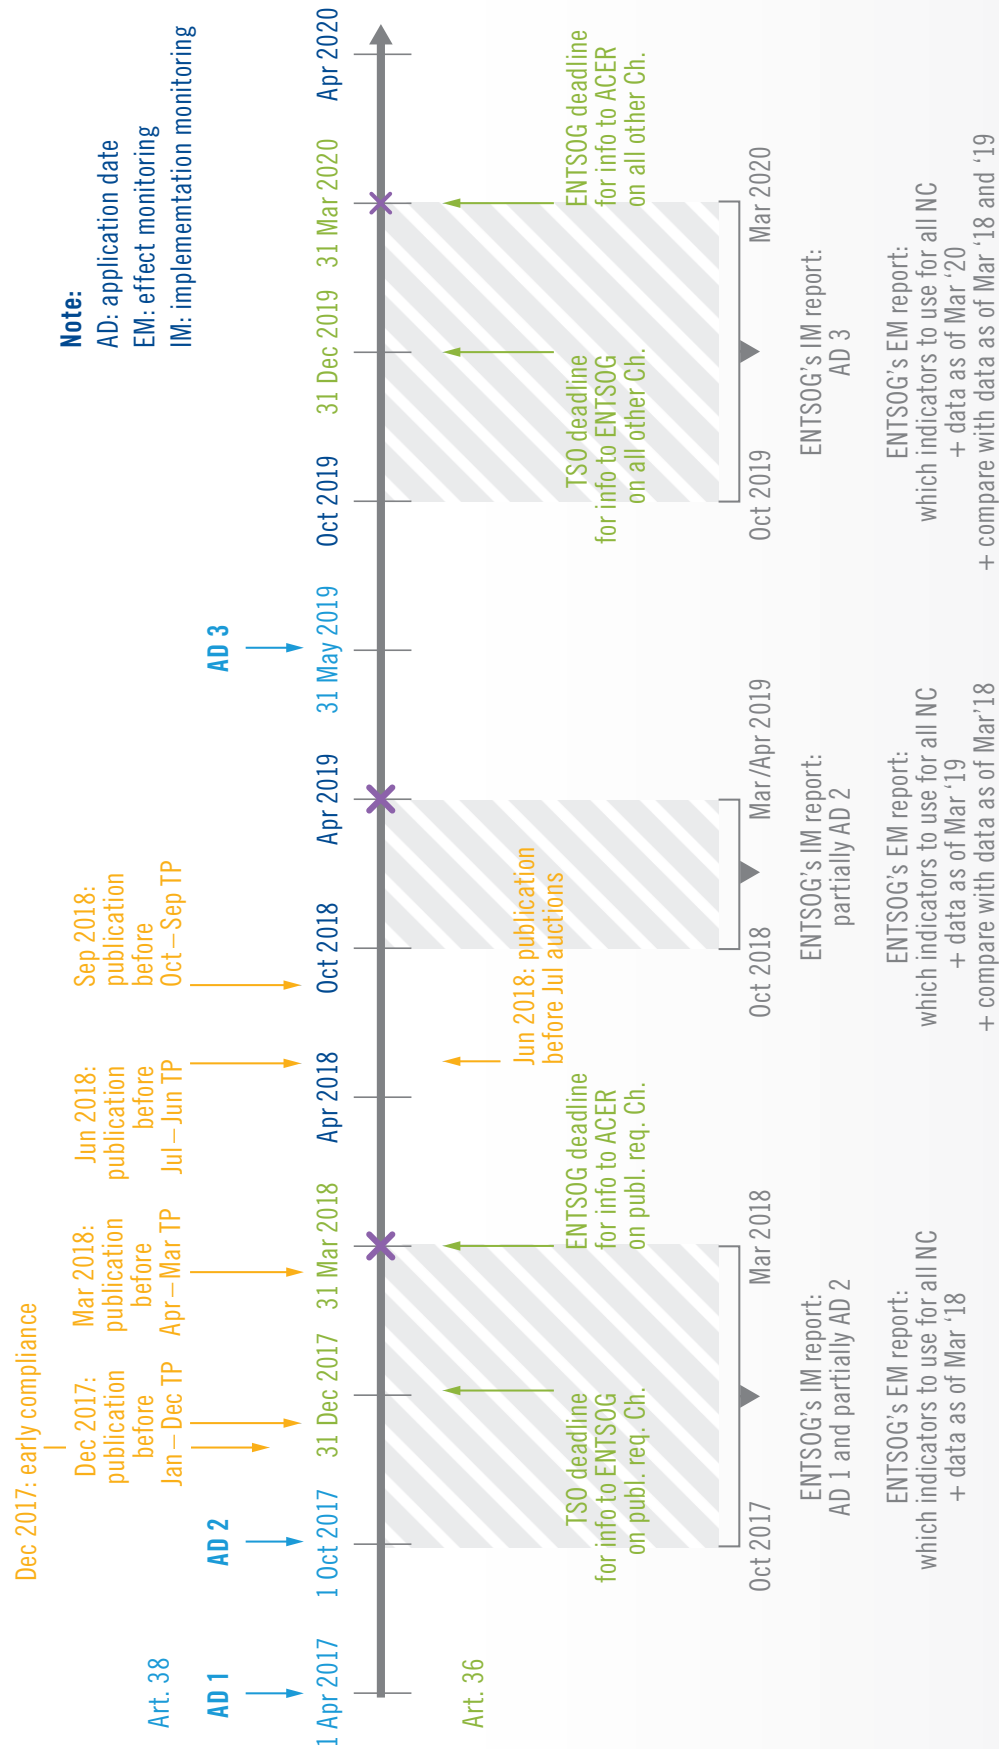 Note:
AD: application date
EM: effect monitoring
IM: implememtation monitoring
Dec 2017: early compliance
Dec 2017:
publication
before
Jan – Dec TP
Mar 2018:
publication
before
Apr – Mar TP
Jun 2018:
publication
before
Jul – Jun TP
Sep 2018:
publication
before
Oct – Sep TP
Art. 38
AD 1
AD 2
AD 3
1 Apr 2017
1 Oct 2017
31 Dec 2017
31 Mar 2018
Apr 2018
Oct 2018
Apr 2019
31 May 2019
Oct 2019
31 Dec 2019
31 Mar 2020
Apr 2020
Art. 36
Jun 2018: publication
before Jul auctions
TSO deadline
for info to ENTSOG
on publ. req. Ch.
ENTSOG deadline
for info to ACER
on publ. req. Ch.
TSO deadline
for info to ENTSOG
on all other Ch.
ENTSOG deadline
for info to ACER
on all other Ch.
Oct 2017
Mar 2018
Oct 2018
Mar/Apr 2019
Oct 2019
Mar 2020
ENTSOG's IM report:
AD 1 and partially AD 2
ENTSOG's EM report:
which indicators to use for all NC
+ data as of Mar ‘18
ENTSOG's IM report:
partially AD 2
ENTSOG's EM report:
which indicators to use for all NC
+ data as of Mar ‘19
+ compare with data as of Mar’18
ENTSOG's IM report:
AD 3
ENTSOG's EM report:
which indicators to use for all NC
+ data as of Mar ‘20
+ compare with data as of Mar ‘18 and ‘19